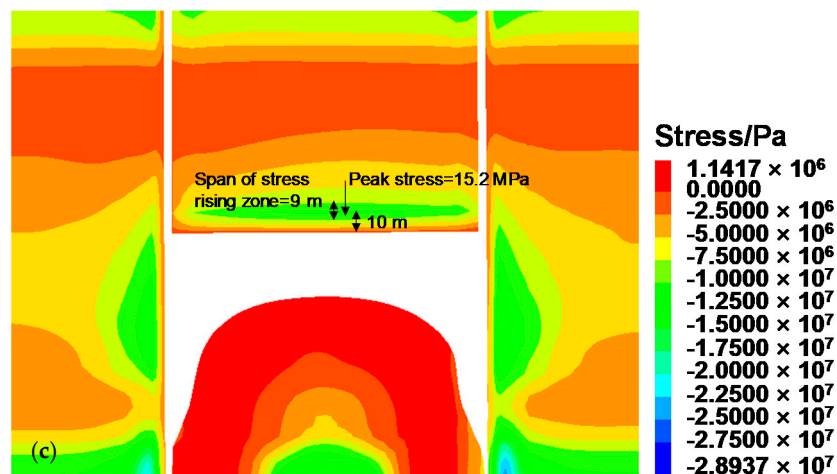 Stress/Pa
1.1417 × 10⁶
0.0000
-2.5000 × 10⁶
-5.0000 × 10⁶
-7.5000 × 10⁶
-1.0000 × 10⁷
-1.2500 × 10⁷
-1.5000 × 10⁷
-1.7500 × 10⁷
-2.0000 × 10⁷
-2.2500 × 10⁷
-2.5000 × 10⁷
-2.7500 × 10⁷
-2.8937 × 10⁷
Span of stress
rising zone=9 m
Peak stress=15.2 MPa
10 m
(c)